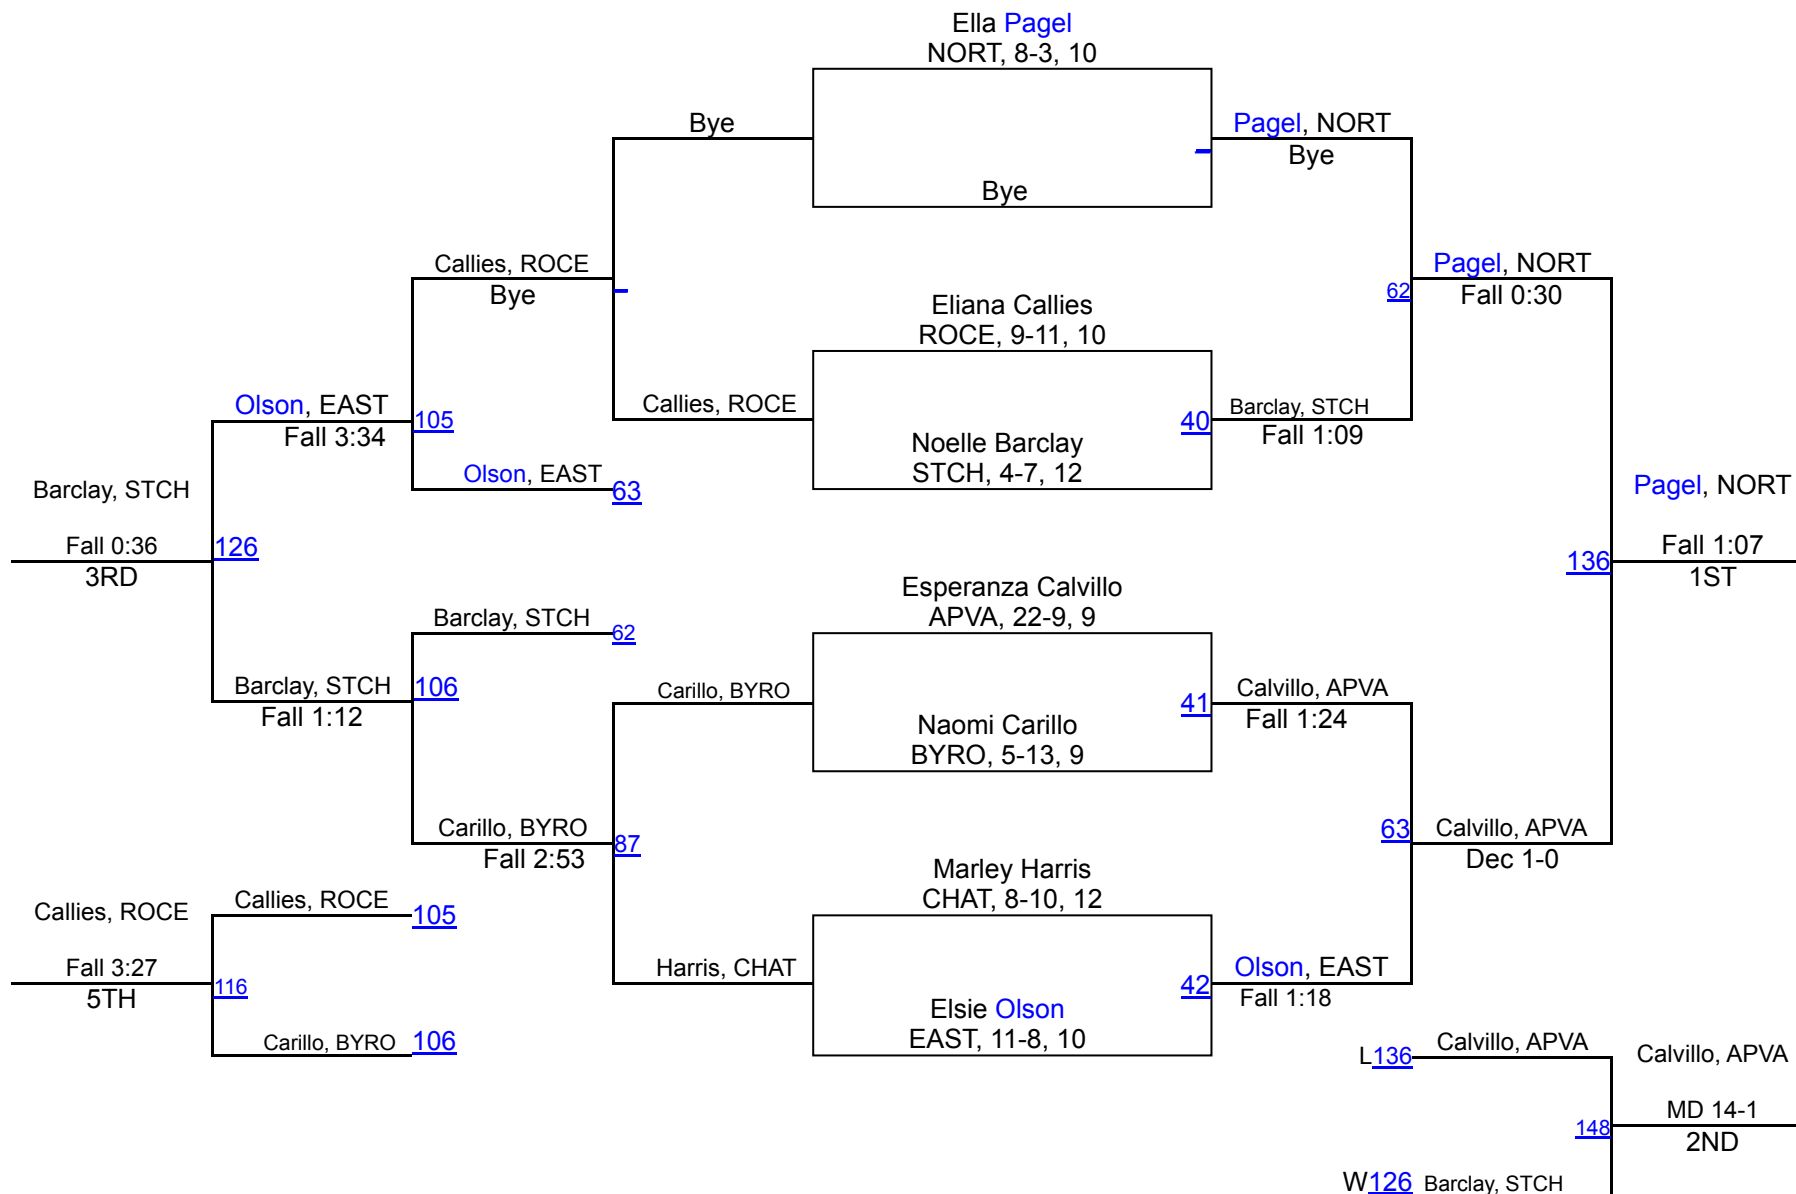 Ella Pagel
NORT, 8-3, 10
Bye
Pagel, NORT
Bye
Bye
Callies, ROCE
Bye
Pagel, NORT
62
Fall 0:30
Eliana Callies
ROCE, 9-11, 10
Olson, EAST
105
Fall 3:34
Callies, ROCE
40
Barclay, STCH
Fall 1:09
Noelle Barclay
STCH, 4-7, 12
Olson, EAST
63
Barclay, STCH
Fall 0:36
126
3RD
Pagel, NORT
136
Fall 1:07
1ST
Esperanza Calvillo
APVA, 22-9, 9
Barclay, STCH
62
Barclay, STCH
106
Fall 1:12
Carillo, BYRO
41
Calvillo, APVA
Fall 1:24
Naomi Carillo
BYRO, 5-13, 9
Carillo, BYRO
87
Fall 2:53
63
Calvillo, APVA
Dec 1-0
Marley Harris
CHAT, 8-10, 12
Callies, ROCE
Callies, ROCE
105
Fall 3:27
116
5TH
Harris, CHAT
42
Olson, EAST
Fall 1:18
Elsie Olson
EAST, 11-8, 10
Carillo, BYRO
106
L136
Calvillo, APVA
Calvillo, APVA
MD 14-1
148
2ND
W126
Barclay, STCH